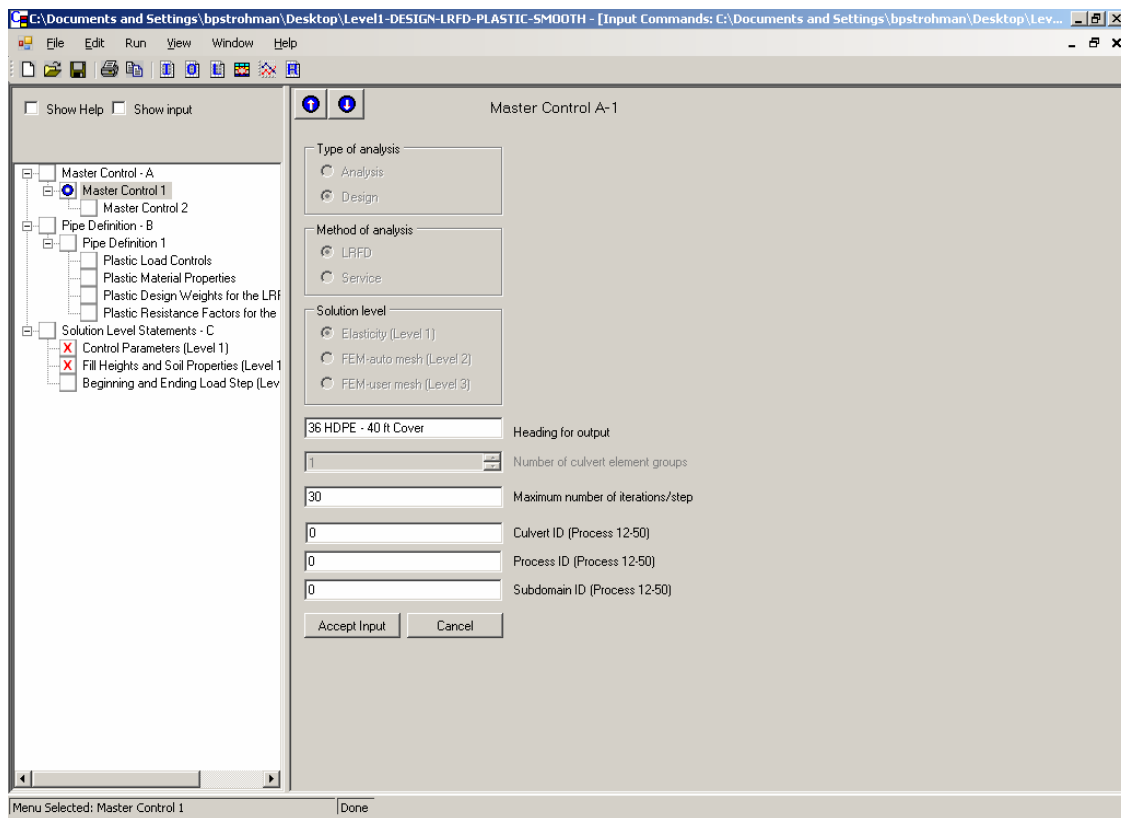 C:\Documents and Settings\bpstrohman\Desktop\Level1-DESIGN-LRFD-PLASTIC-SMOOTH - [Input Commands: C:\Documents and Settings\bpstrohman\Desktop\Lev...
File Edit Run View Window Help
Show Help Show input
Master Control - A
Master Control 1
Master Control 2
Pipe Definition - B
Pipe Definition 1
Plastic Load Controls
Plastic Material Properties
Plastic Design Weights for the LRF
Plastic Resistance Factors for the
Solution Level Statements - C
Control Parameters (Level 1)
Fill Heights and Soil Properties (Level 1
Beginning and Ending Load Step (Lev
Master Control A-1
Type of analysis
Analysis
Design
Method of analysis
LRFD
Service
Solution level
Elasticity (Level 1)
FEM-auto mesh (Level 2)
FEM-user mesh (Level 3)
36 HDPE - 40 ft Cover Heading for output
1 Number of culvert element groups
30 Maximum number of iterations/step
0 Culvert ID (Process 12-50)
0 Process ID (Process 12-50)
0 Subdomain ID (Process 12-50)
Accept Input Cancel
Menu Selected: Master Control 1 Done